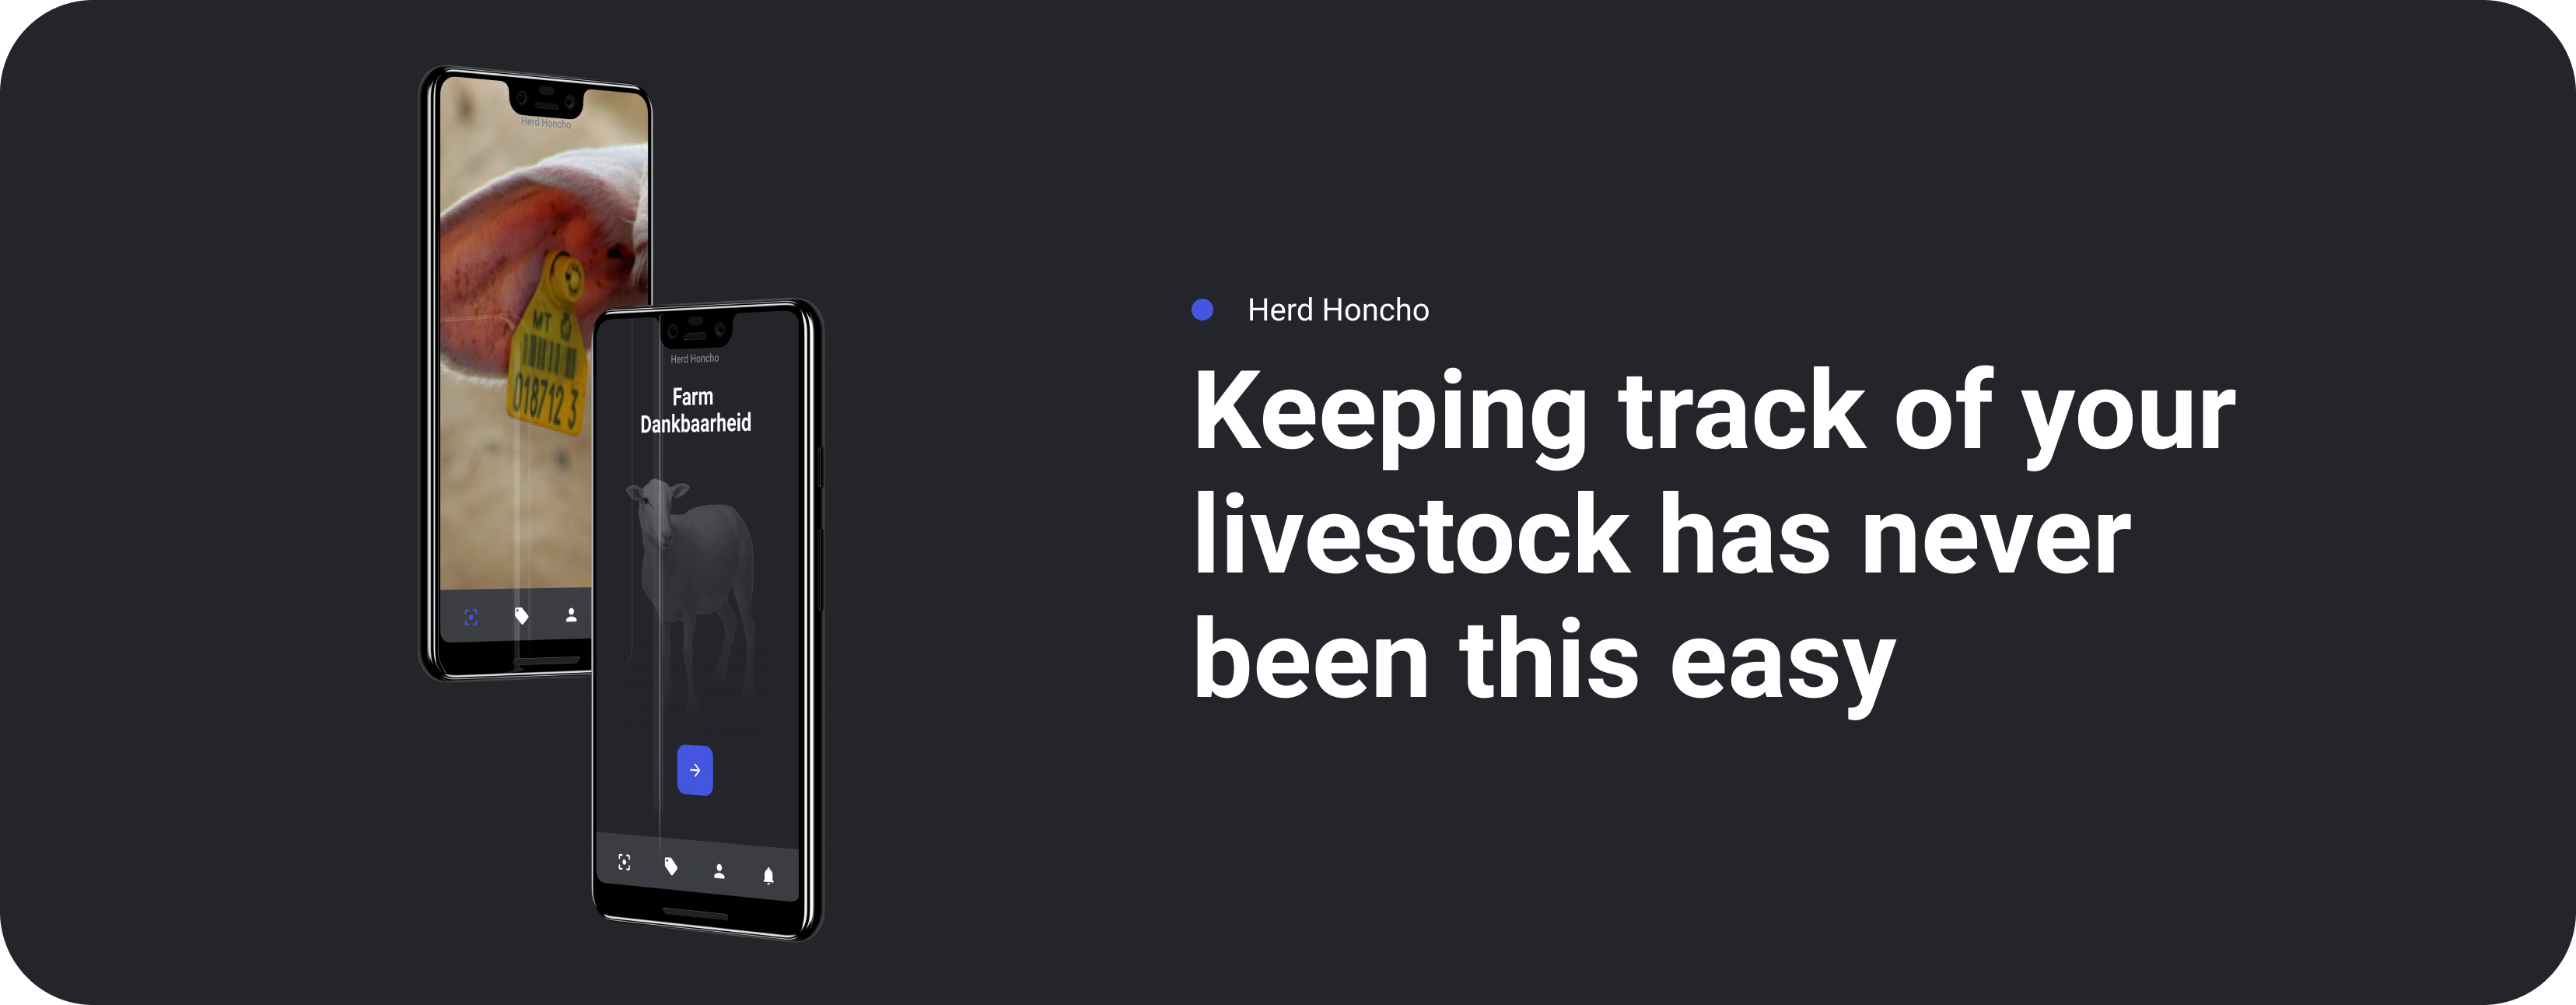 Herd Honcho
MT
018712 3
Herd Honcho
Farm
Dankbaarheid
Herd Honcho
Keeping track of your
livestock has never
been this easy